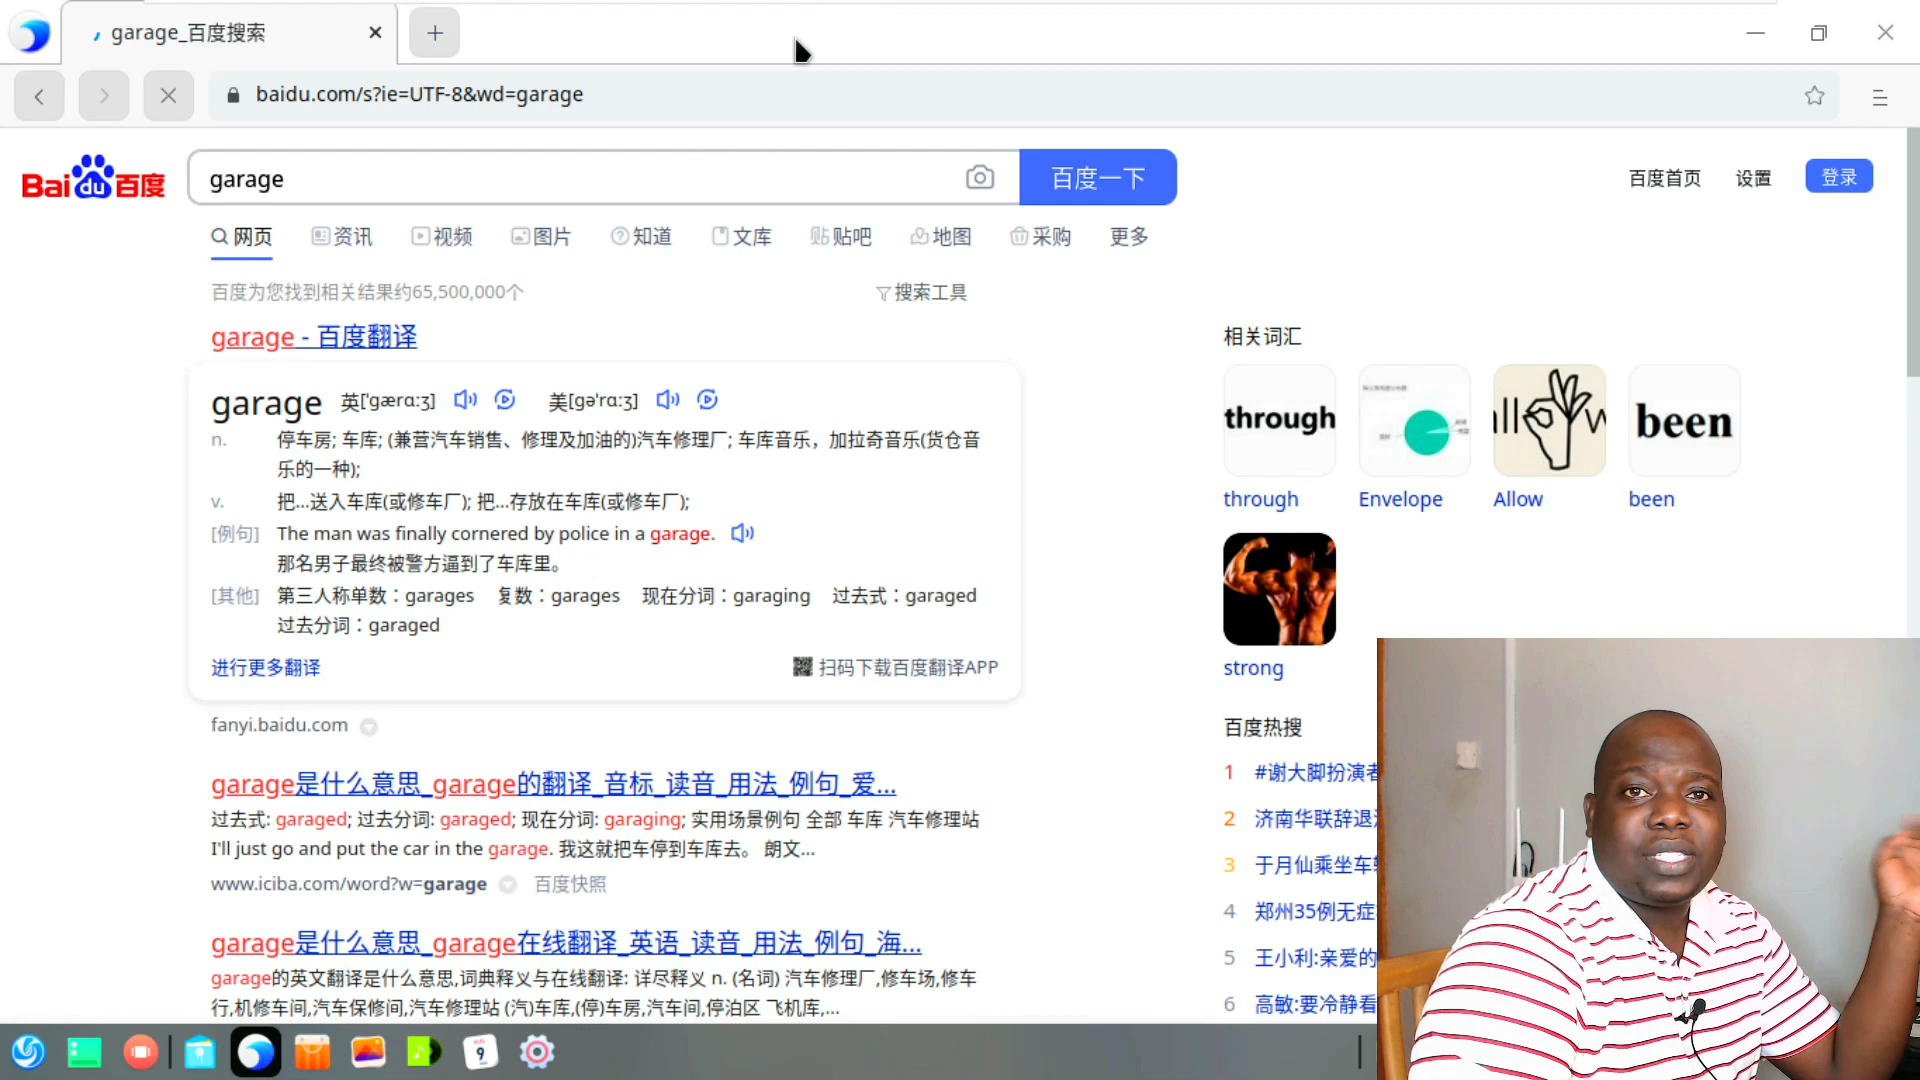 garage_百度搜索
baidu.com/s?ie=UTF-8&wd=garage
Bai du 百度
garage
百度一下
百度首页 设置 登录
网页 资讯 视频 图片 知道 文库 贴吧 地图 采购 更多
百度为您找到相关结果约65,500,000个
搜索工具
garage - 百度翻译
garage 英['gærɑːʒ] 美[gə'rɑːʒ]
n. 停车房; 车库; (兼营汽车销售、修理及加油的)汽车修理厂; 车库音乐，加拉奇音乐(货仓音
乐的一种);
v. 把...送入车库(或修车厂); 把...存放在车库(或修车厂);
[例句] The man was finally cornered by police in a garage.
那名男子最终被警方逼到了车库里。
[其他] 第三人称单数：garages 复数：garages 现在分词：garaging 过去式：garaged
过去分词：garaged
进行更多翻译
扫码下载百度翻译APP
fanyi.baidu.com
garage是什么意思_garage的翻译_音标_读音_用法_例句_爱...
过去式: garaged; 过去分词: garaged; 现在分词: garaging; 实用场景例句 全部 车库 汽车修理站
I'll just go and put the car in the garage. 我这就把车停到车库去。 朗文...
www.iciba.com/word?w=garage 百度快照
garage是什么意思_garage在线翻译_英语_读音_用法_例句_海...
garage的英文翻译是什么意思,词典释义与在线翻译: 详尽释义 n. (名词) 汽车修理厂,修车场,修车
行,机修车间,汽车保修间,汽车修理站 (汽)车库,(停)车房,汽车间,停泊区 飞机库,...
相关词汇
through
been
through Envelope Allow been
strong
百度热搜
1 #谢大脚扮演者
2 济南华联辞退
3 于月仙乘坐车
4 郑州35例无症
5 王小利:亲爱的
6 高敏:要冷静看
AUG
9